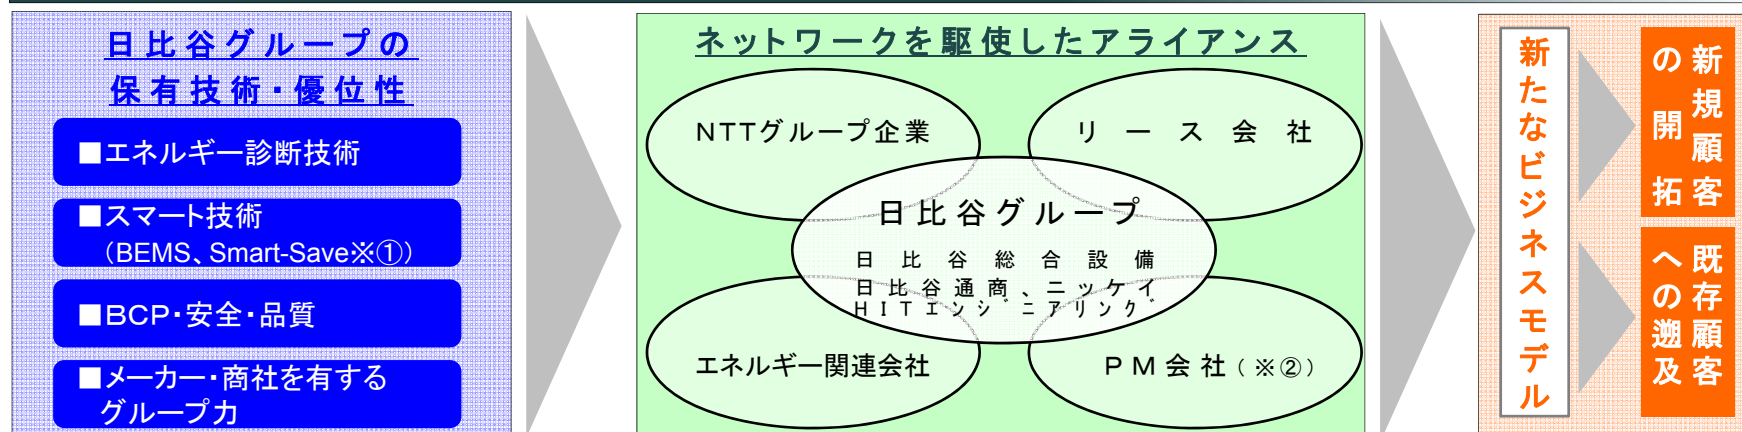 日比谷グループの
保有技術・優位性
■エネルギー診断技術
■スマート技術
（BEMS、Smart-Save※①）
■BCP・安全・品質
■メーカー・商社を有する
グループ力
ネットワークを駆使したアライアンス
NTTグループ企業
リース会社
日比谷グループ
日比谷総合設備
日比谷通商、ニッケイ
HITエンジニアリング
エネルギー関連会社
PM会社（※②）
新たなビジネスモデル
新規顧客
の開拓
既存顧客
への遡及